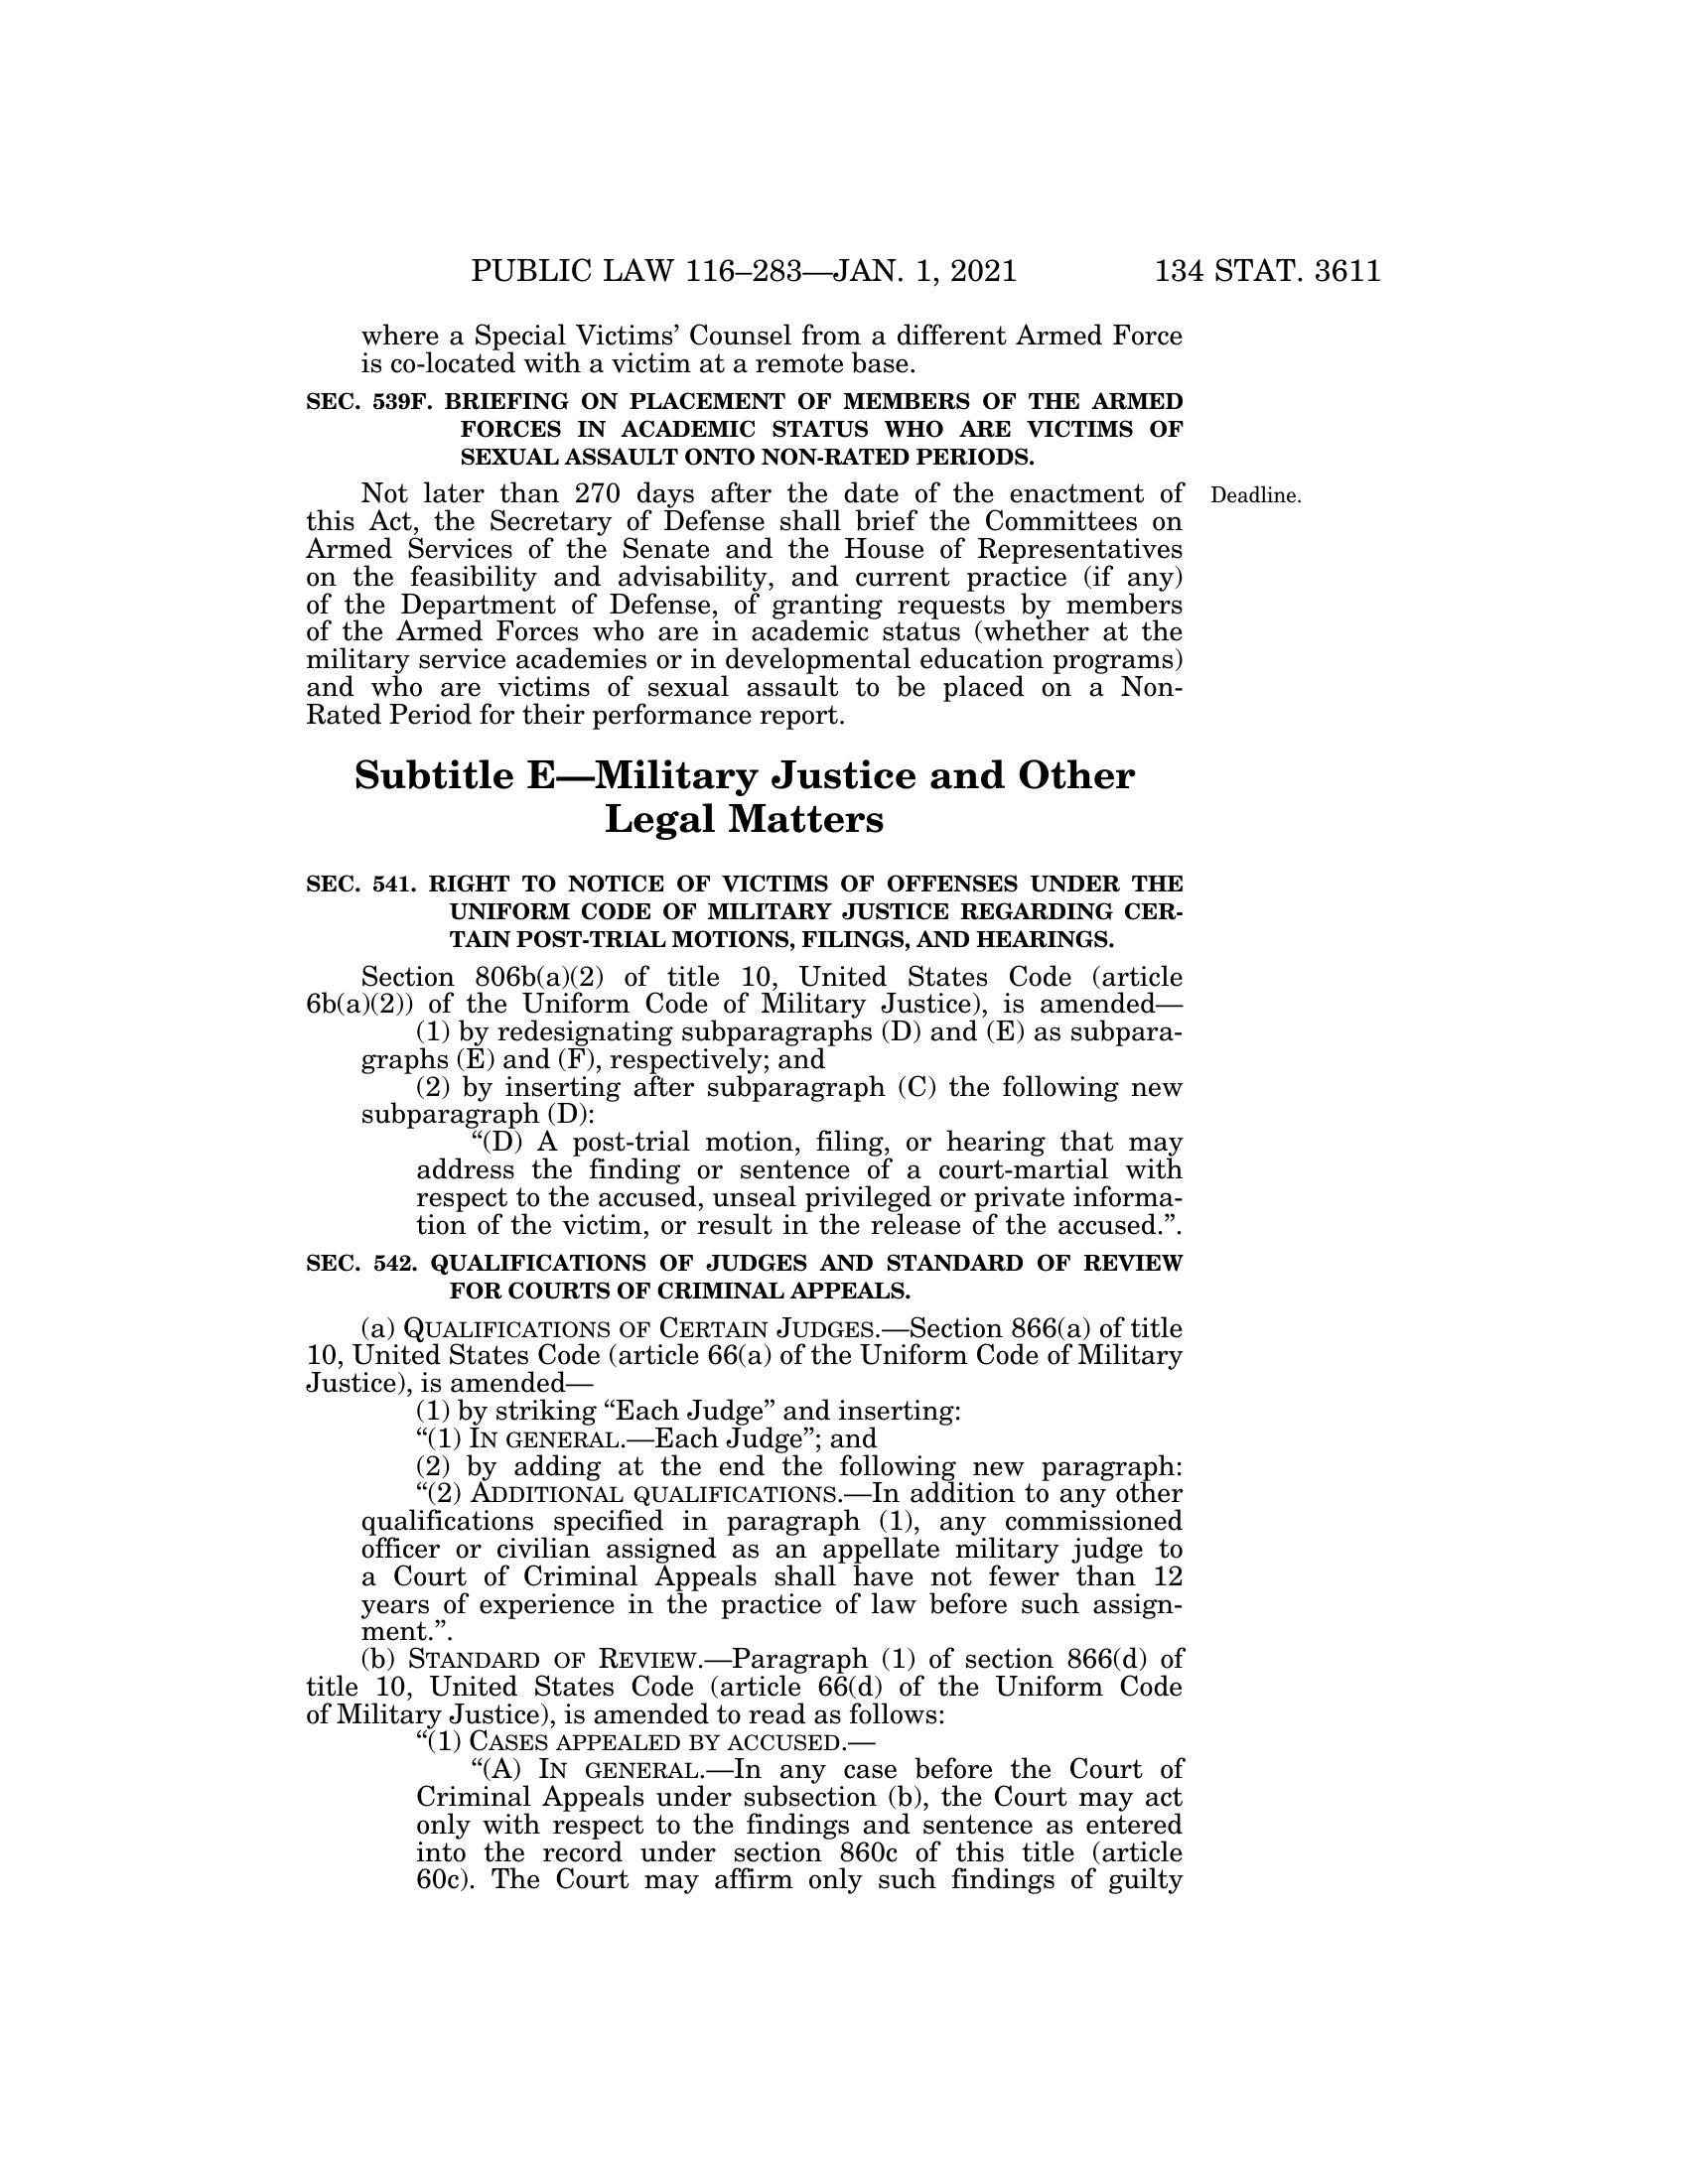 PUBLIC LAW 116–283—JAN. 1, 2021 134 STAT. 3611
where a Special Victims’ Counsel from a different Armed Force
is co-located with a victim at a remote base.
SEC. 539F. BRIEFING ON PLACEMENT OF MEMBERS OF THE ARMED
FORCES IN ACADEMIC STATUS WHO ARE VICTIMS OF
SEXUAL ASSAULT ONTO NON-RATED PERIODS.
Not later than 270 days after the date of the enactment of
Deadline.
this Act, the Secretary of Defense shall brief the Committees on
Armed Services of the Senate and the House of Representatives
on the feasibility and advisability, and current practice (if any)
of the Department of Defense, of granting requests by members
of the Armed Forces who are in academic status (whether at the
military service academies or in developmental education programs)
and who are victims of sexual assault to be placed on a Non-
Rated Period for their performance report.
Subtitle E—Military Justice and Other
Legal Matters
SEC. 541. RIGHT TO NOTICE OF VICTIMS OF OFFENSES UNDER THE
UNIFORM CODE OF MILITARY JUSTICE REGARDING CER-
TAIN POST-TRIAL MOTIONS, FILINGS, AND HEARINGS.
Section 806b(a)(2) of title 10, United States Code (article
6b(a)(2)) of the Uniform Code of Military Justice), is amended—
(1) by redesignating subparagraphs (D) and (E) as subpara-
graphs (E) and (F), respectively; and
(2) by inserting after subparagraph (C) the following new
subparagraph (D):
“(D) A post-trial motion, filing, or hearing that may
address the finding or sentence of a court-martial with
respect to the accused, unseal privileged or private informa-
tion of the victim, or result in the release of the accused.”.
SEC. 542. QUALIFICATIONS OF JUDGES AND STANDARD OF REVIEW
FOR COURTS OF CRIMINAL APPEALS.
(a) QUALIFICATIONS OF CERTAIN JUDGES.—Section 866(a) of title
10, United States Code (article 66(a) of the Uniform Code of Military
Justice), is amended—
(1) by striking “Each Judge” and inserting:
“(1) IN GENERAL.—Each Judge”; and
(2) by adding at the end the following new paragraph:
“(2) ADDITIONAL QUALIFICATIONS.—In addition to any other
qualifications specified in paragraph (1), any commissioned
officer or civilian assigned as an appellate military judge to
a Court of Criminal Appeals shall have not fewer than 12
years of experience in the practice of law before such assign-
ment.”.
(b) STANDARD OF REVIEW.—Paragraph (1) of section 866(d) of
title 10, United States Code (article 66(d) of the Uniform Code
of Military Justice), is amended to read as follows:
“(1) CASES APPEALED BY ACCUSED.—
“(A) IN GENERAL.—In any case before the Court of
Criminal Appeals under subsection (b), the Court may act
only with respect to the findings and sentence as entered
into the record under section 860c of this title (article
60c). The Court may affirm only such findings of guilty